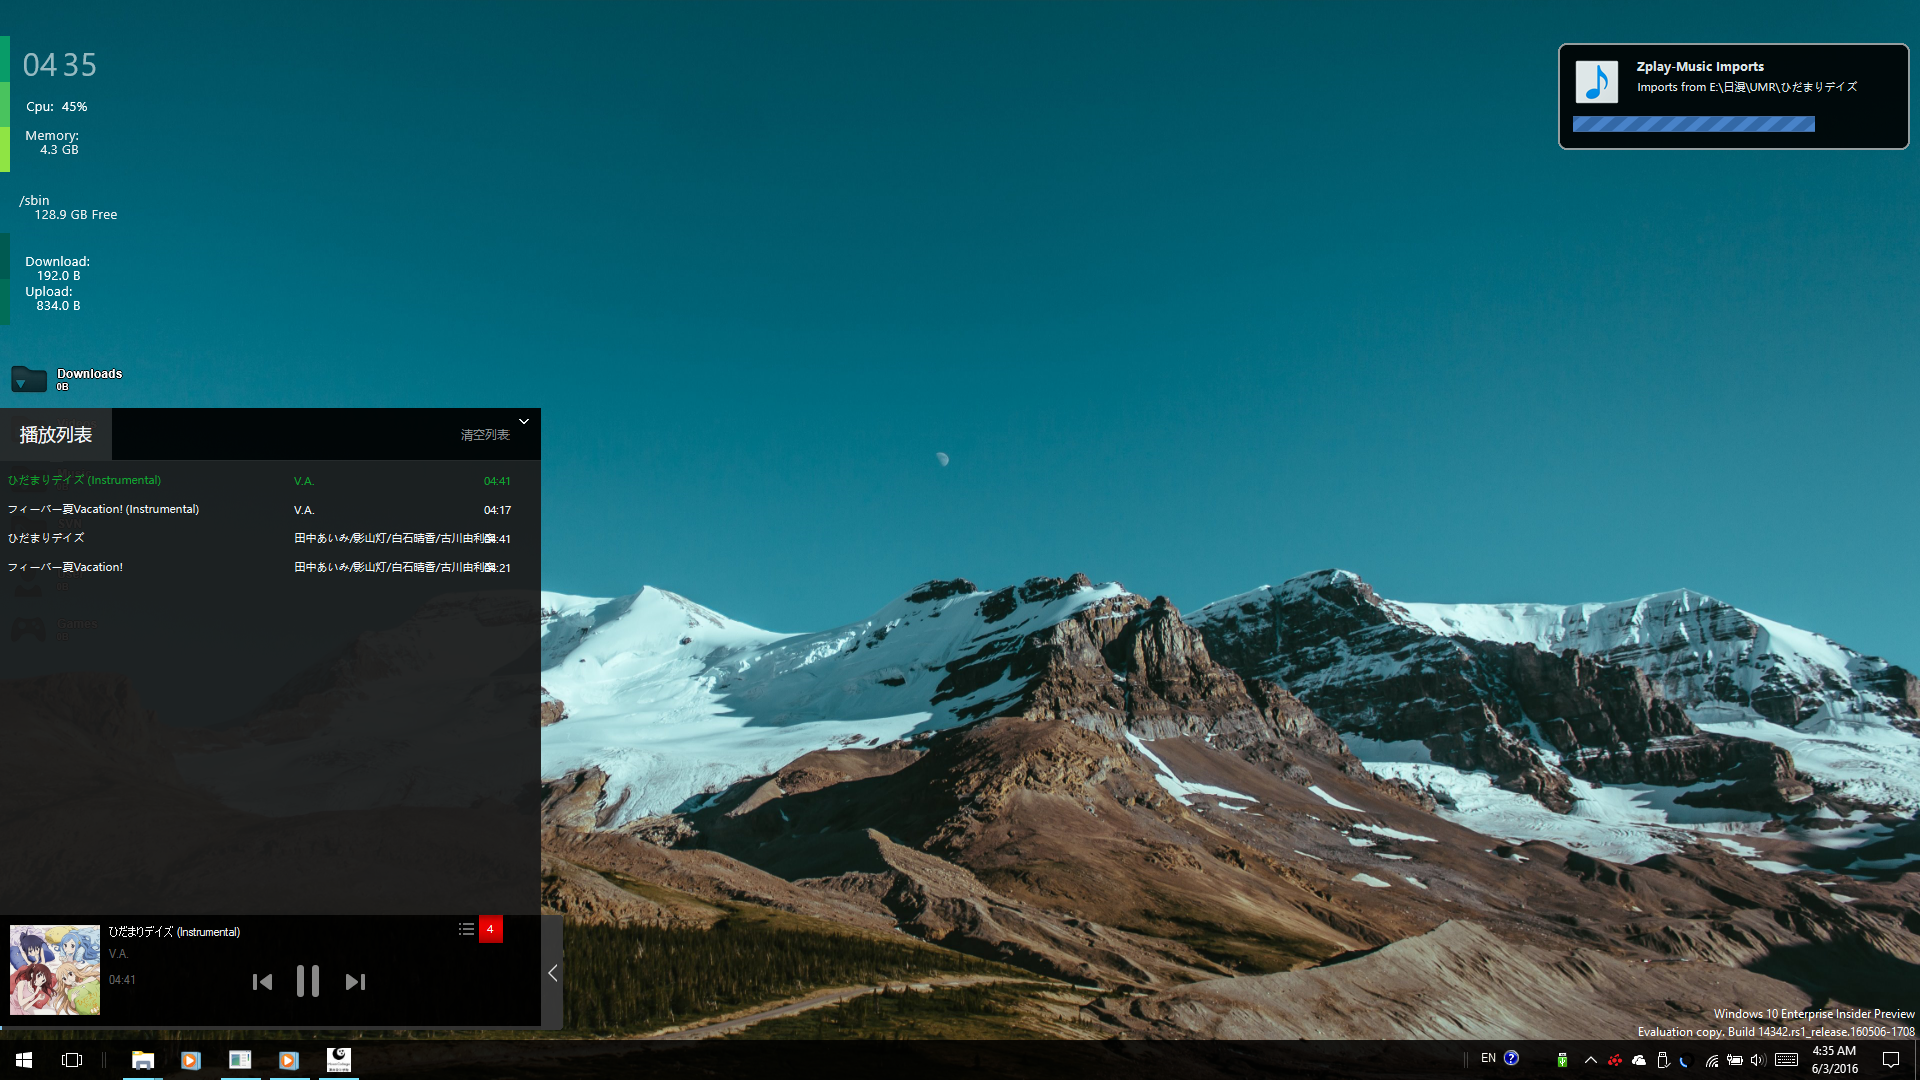 04 35
Cpu: 45%
Memory:
4.3 GB
/sbin
128.9 GB Free
Download:
192.0 B
Upload:
834.0 B
Downloads
0B
Zplay-Music Imports
Imports from E:\日漫\UMR\ひだまりデイズ
播放列表
清空列表
ひだまりデイズ (Instrumental) V.A. 04:41
フィーバー夏Vacation! (Instrumental) V.A. 04:17
ひだまりデイズ 田中あいみ/影山灯/白石晴香/古川由利奈 04:41
フィーバー夏Vacation! 田中あいみ/影山灯/白石晴香/古川由利奈 04:21
Games
ひだまりデイズ (Instrumental)
4
V.A.
04:41
Windows 10 Enterprise Insider Preview
Evaluation copy. Build 14342.rs1_release.160506-1708
EN
4:35 AM
6/3/2016